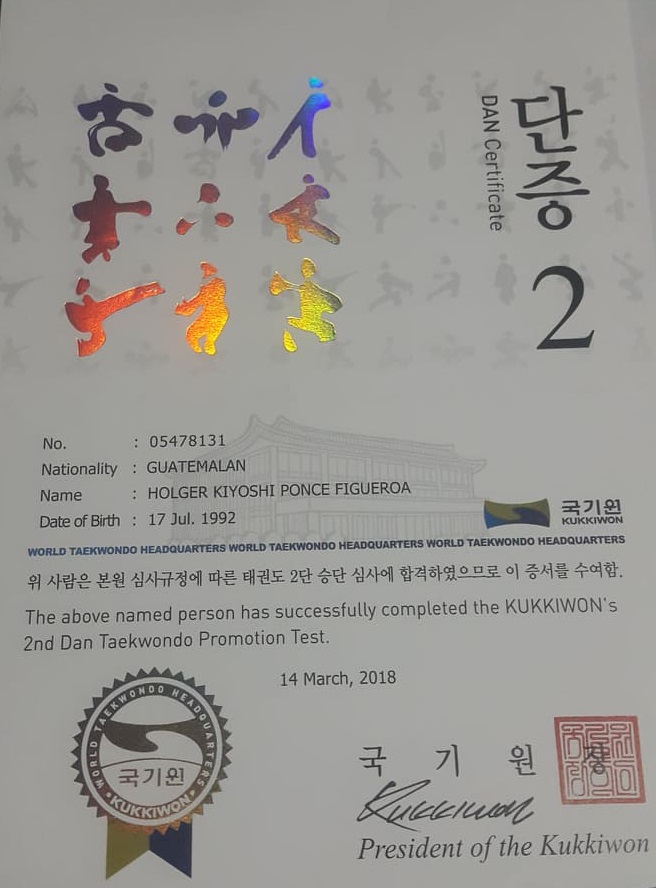 단증
DAN Certificate
2
No. : 05478131
Nationality : GUATEMALAN
Name : HOLGER KIYOSHI PONCE FIGUEROA
Date of Birth : 17 Jul. 1992
국기원
KUKKIWON
WORLD TAEKWONDO HEADQUARTERS WORLD TAEKWONDO HEADQUARTERS WORLD TAEKWONDO HEADQUARTERS
위 사람은 본원 심사규정에 따른 태권도 2단 승단 심사에 합격하였으므로 이 증서를 수여함.
The above named person has successfully completed the KUKKIWON's
2nd Dan Taekwondo Promotion Test.
14 March, 2018
WORLD TAEKWONDO HEADQUARTERS
국기원
KUKKIWON
국 기 원 장
Kukkiwon
President of the Kukkiwon